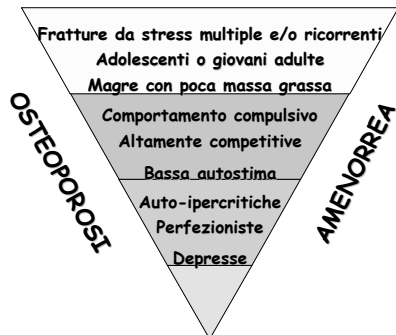 Fratture da stress multiple e/o ricorrenti
Adolescenti o giovani adulte
Magre con poca massa grassa
Comportamento compulsivo
Altamente competitive
Bassa autostima
Auto-ipercritiche
Perfezioniste
Depresse
OSTEOPOROSI
AMENORREA